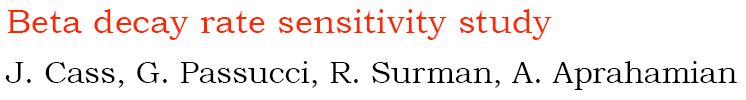 Beta decay rate sensitivity study
J. Cass, G. Passucci, R. Surman, A. Aprahamian